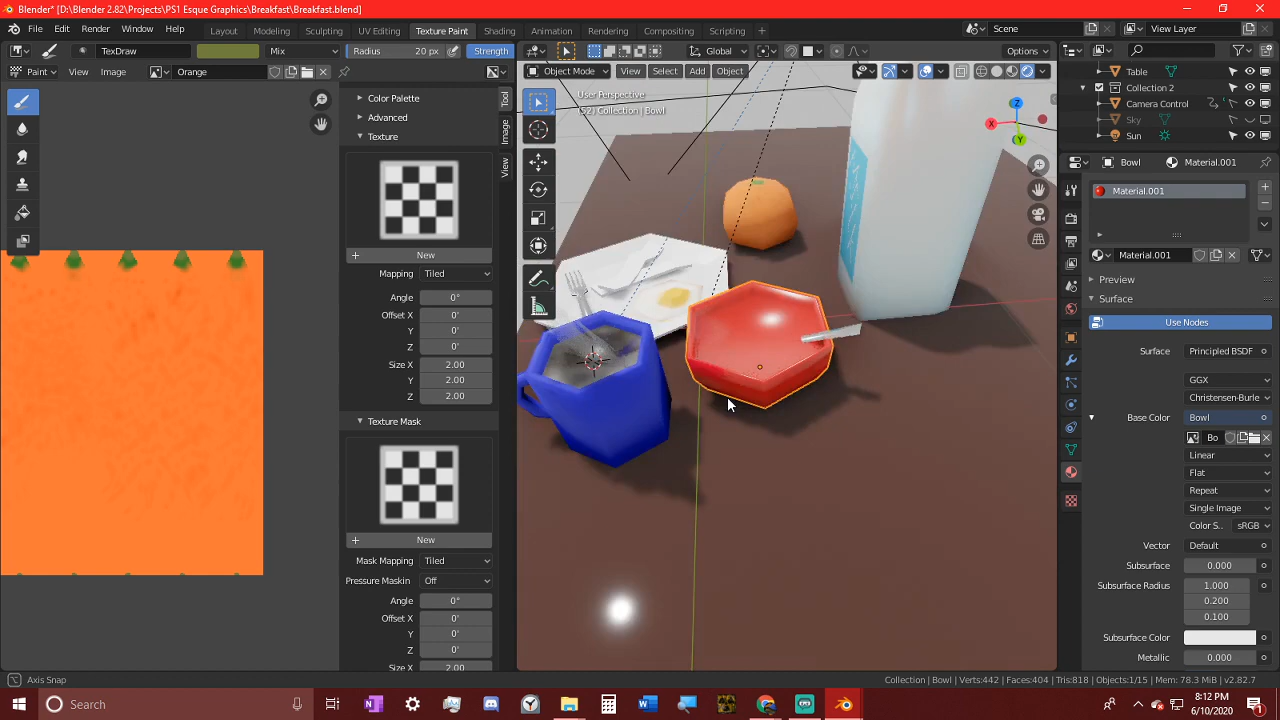 Blender* [D:\Blender 2.82\Projects\PS1 Esque Graphics\Breakfast\Breakfast.blend]
File Edit Render Window Help Layout Modeling Sculpting UV Editing Texture Paint Shading Animation Rendering Compositing Scripting + Scene View Layer
TexDraw Mix Radius 20 px Strength Global Options
Paint View Image Orange Object Mode View Select Add Object
Color Palette
Advanced
Texture
Tool
Image
View
New
Mapping Tiled
Angle 0°
Offset X 0'
Y 0'
Z 0'
Size X 2.00
Y 2.00
Z 2.00
Texture Mask
New
Mask Mapping Tiled
Pressure Maskin Off
Angle 0°
Offset X 0'
Y 0'
Z 0'
Size X
User Perspective
(52) Collection | Bowl
Z
X
Y
Table
Collection 2
Camera Control
Sky
Sun
Bowl Material.001
Material.001
Material.001
Preview
Surface
Use Nodes
Surface Principled BSDF
GGX
Christensen-Burle
Base Color Bowl
Bo
Linear
Flat
Repeat
Single Image
Color S.. sRGB
Vector Default
Subsurface 0.000
Subsurface Radius 1.000
0.200
0.100
Subsurface Color
Metallic 0.000
Axis Snap Collection | Bowl | Verts:442 | Faces:404 | Tris:818 | Objects:1/15 | Mem: 78.3 MiB | v2.82.7
Search
8:12 PM
6/10/2020